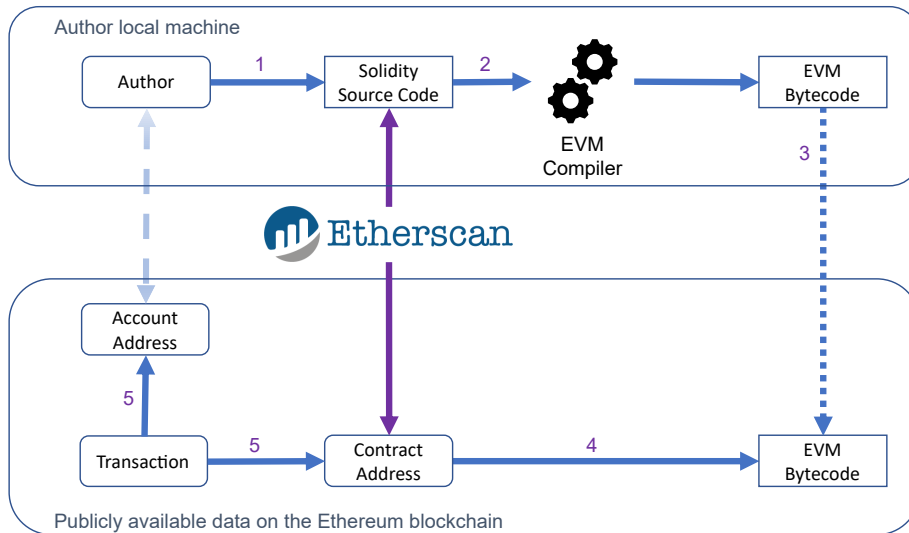 Author local machine
1
2
Author
Solidity
Source Code
EVM
Bytecode
EVM
Compiler
3
Etherscan
Account
Address
5
5
4
Transaction
Contract
Address
EVM
Bytecode
Publicly available data on the Ethereum blockchain